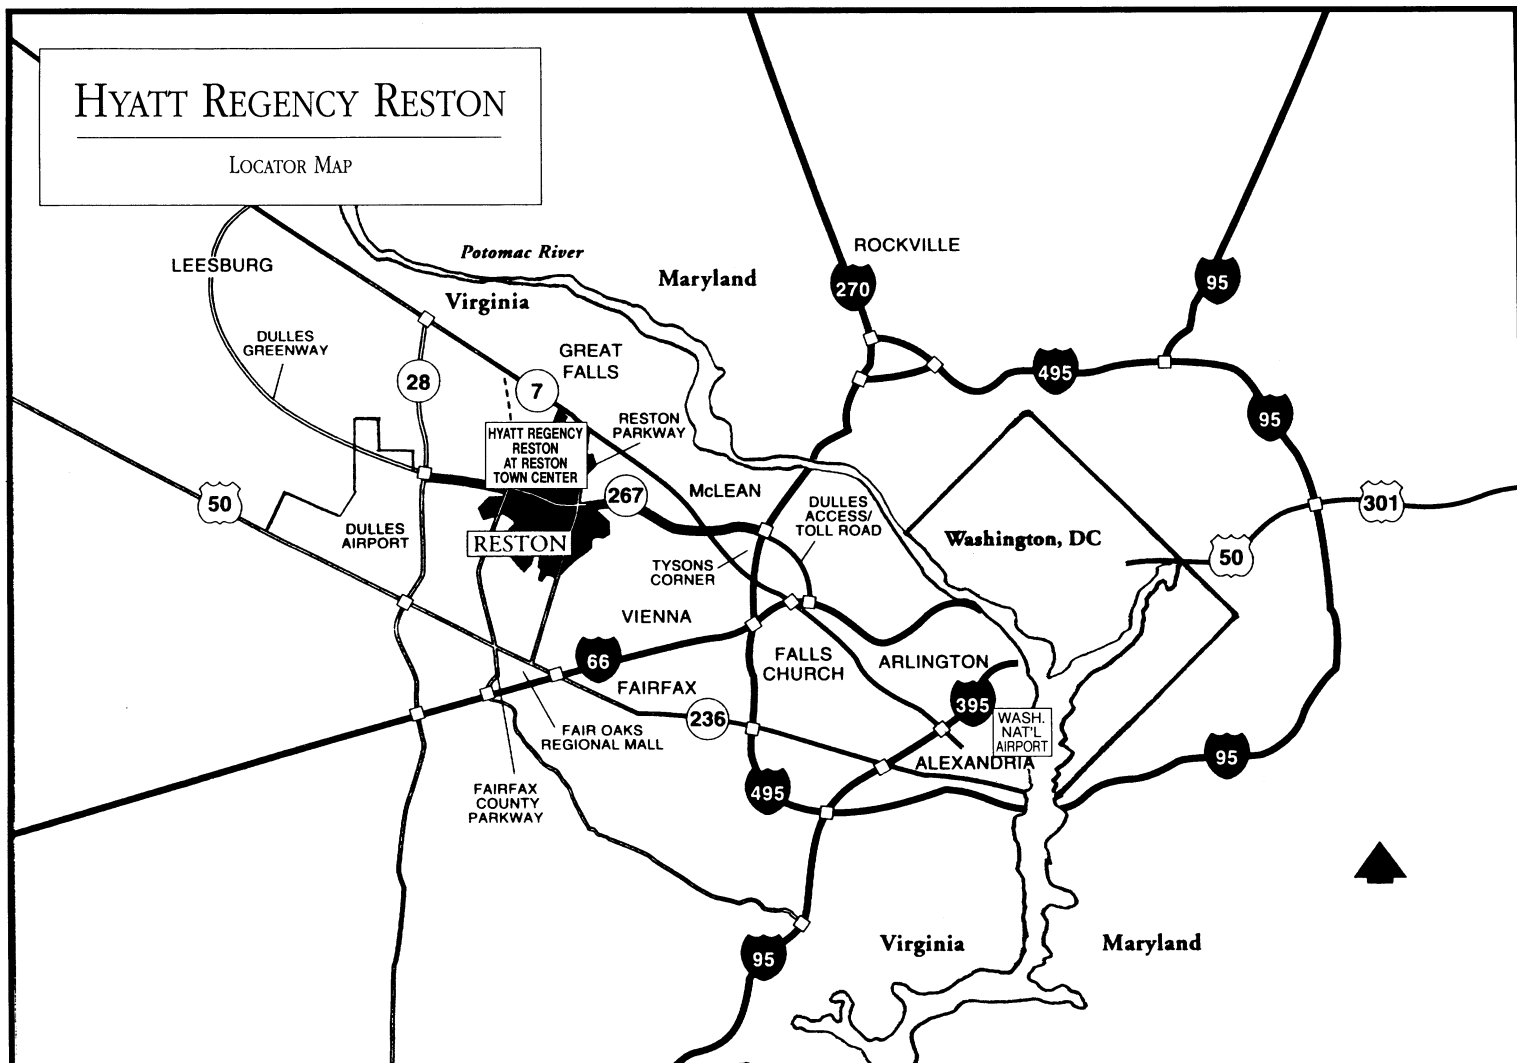 HYATT REGENCY RESTON
LOCATOR MAP
Potomac River
Maryland
Virginia
ROCKVILLE
270
95
LEESBURG
DULLES
GREENWAY
28
GREAT
FALLS
7
495
95
RESTON
PARKWAY
HYATT REGENCY
RESTON
AT RESTON
TOWN CENTER
50
267
McLEAN
DULLES
ACCESS/
TOLL ROAD
301
DULLES
AIRPORT
RESTON
Washington, DC
50
TYSONS
CORNER
VIENNA
66
FALLS
CHURCH
ARLINGTON
FAIRFAX
236
395
WASH.
NAT'L
AIRPORT
FAIR OAKS
REGIONAL MALL
ALEXANDRIA
95
495
FAIRFAX
COUNTY
PARKWAY
95
Virginia
Maryland